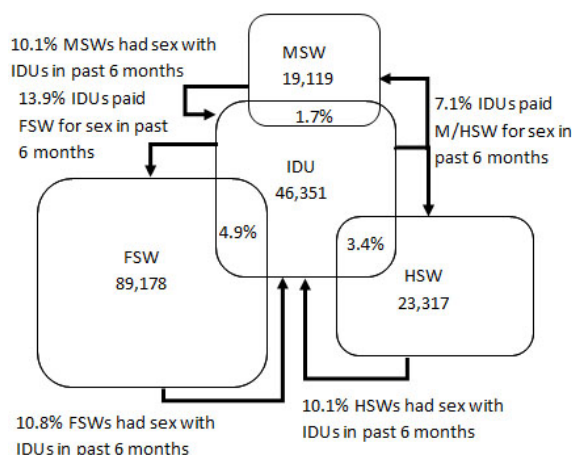 10.1% MSWs had sex with
IDUs in past 6 months
13.9% IDUs paid
FSW for sex in past
6 months
MSW
19,119
1.7%
7.1% IDUs paid
M/HSW for sex in
past 6 months
IDU
46,351
4.9%
3.4%
FSW
89,178
HSW
23,317
10.8% FSWs had sex with
IDUs in past 6 months
10.1% HSWs had sex with
IDUs in past 6 months